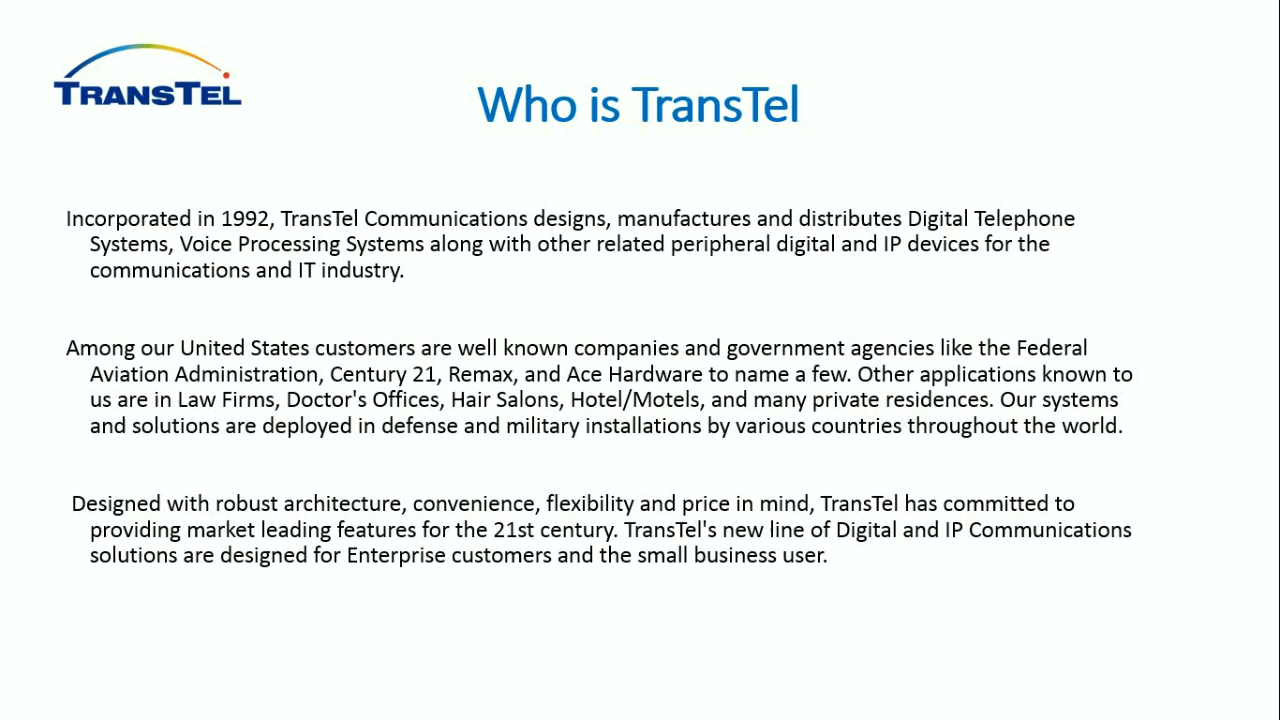 TRANSTEL
Who is TransTel
Incorporated in 1992, TransTel Communications designs, manufactures and distributes Digital Telephone
Systems, Voice Processing Systems along with other related peripheral digital and IP devices for the
communications and IT industry.
Among our United States customers are well known companies and government agencies like the Federal
Aviation Administration, Century 21, Remax, and Ace Hardware to name a few. Other applications known to
us are in Law Firms, Doctor's Offices, Hair Salons, Hotel/Motels, and many private residences. Our systems
and solutions are deployed in defense and military installations by various countries throughout the world.
Designed with robust architecture, convenience, flexibility and price in mind, TransTel has committed to
providing market leading features for the 21st century. TransTel's new line of Digital and IP Communications
solutions are designed for Enterprise customers and the small business user.